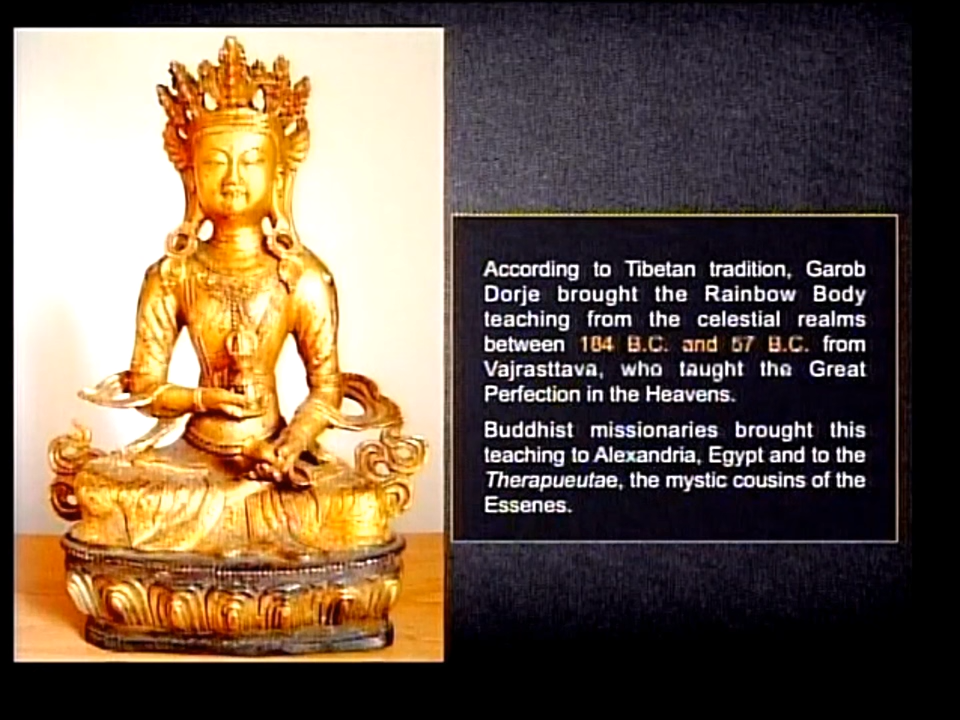 According to Tibetan tradition, Garob
Dorje brought the Rainbow Body
teaching from the celestial realms
between 184 B.C. and 57 B.C. from
Vajrasttava, who taught the Great
Perfection in the Heavens.
Buddhist missionaries brought this
teaching to Alexandria, Egypt and to the
Therapueutae, the mystic cousins of the
Essenes.